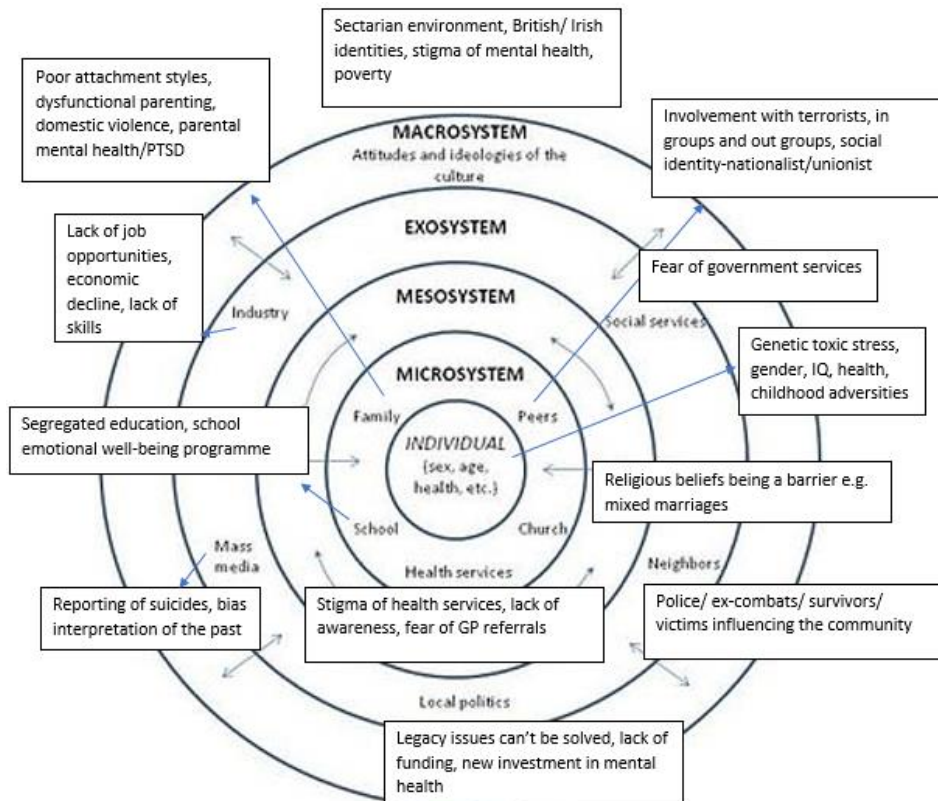 Sectarian environment, British/ Irish
identities, stigma of mental health,
poverty
Poor attachment styles,
dysfunctional parenting,
domestic violence, parental
mental health/PTSD
Involvement with terrorists, in
groups and out groups, social
identity-nationalist/unionist
MACROSYSTEM
Attitudes and ideologies of the
culture
Lack of job
opportunities,
economic
decline, lack of
skills
EXOSYSTEM
Fear of government services
MESOSYSTEM
Industry
Social services
Genetic toxic stress,
gender, IQ, health,
childhood adversities
MICROSYSTEM
Family
Peers
Segregated education, school
emotional well-being programme
INDIVIDUAL
{sex, age,
health, etc.}
Religious beliefs being a barrier e.g.
mixed marriages
School
Church
Mass
media
Health services
Neighbors
Reporting of suicides, bias
interpretation of the past
Stigma of health services, lack of
awareness, fear of GP referrals
Police/ ex-combats/ survivors/
victims influencing the community
Local politics
Legacy issues can't be solved, lack of
funding, new investment in mental
health